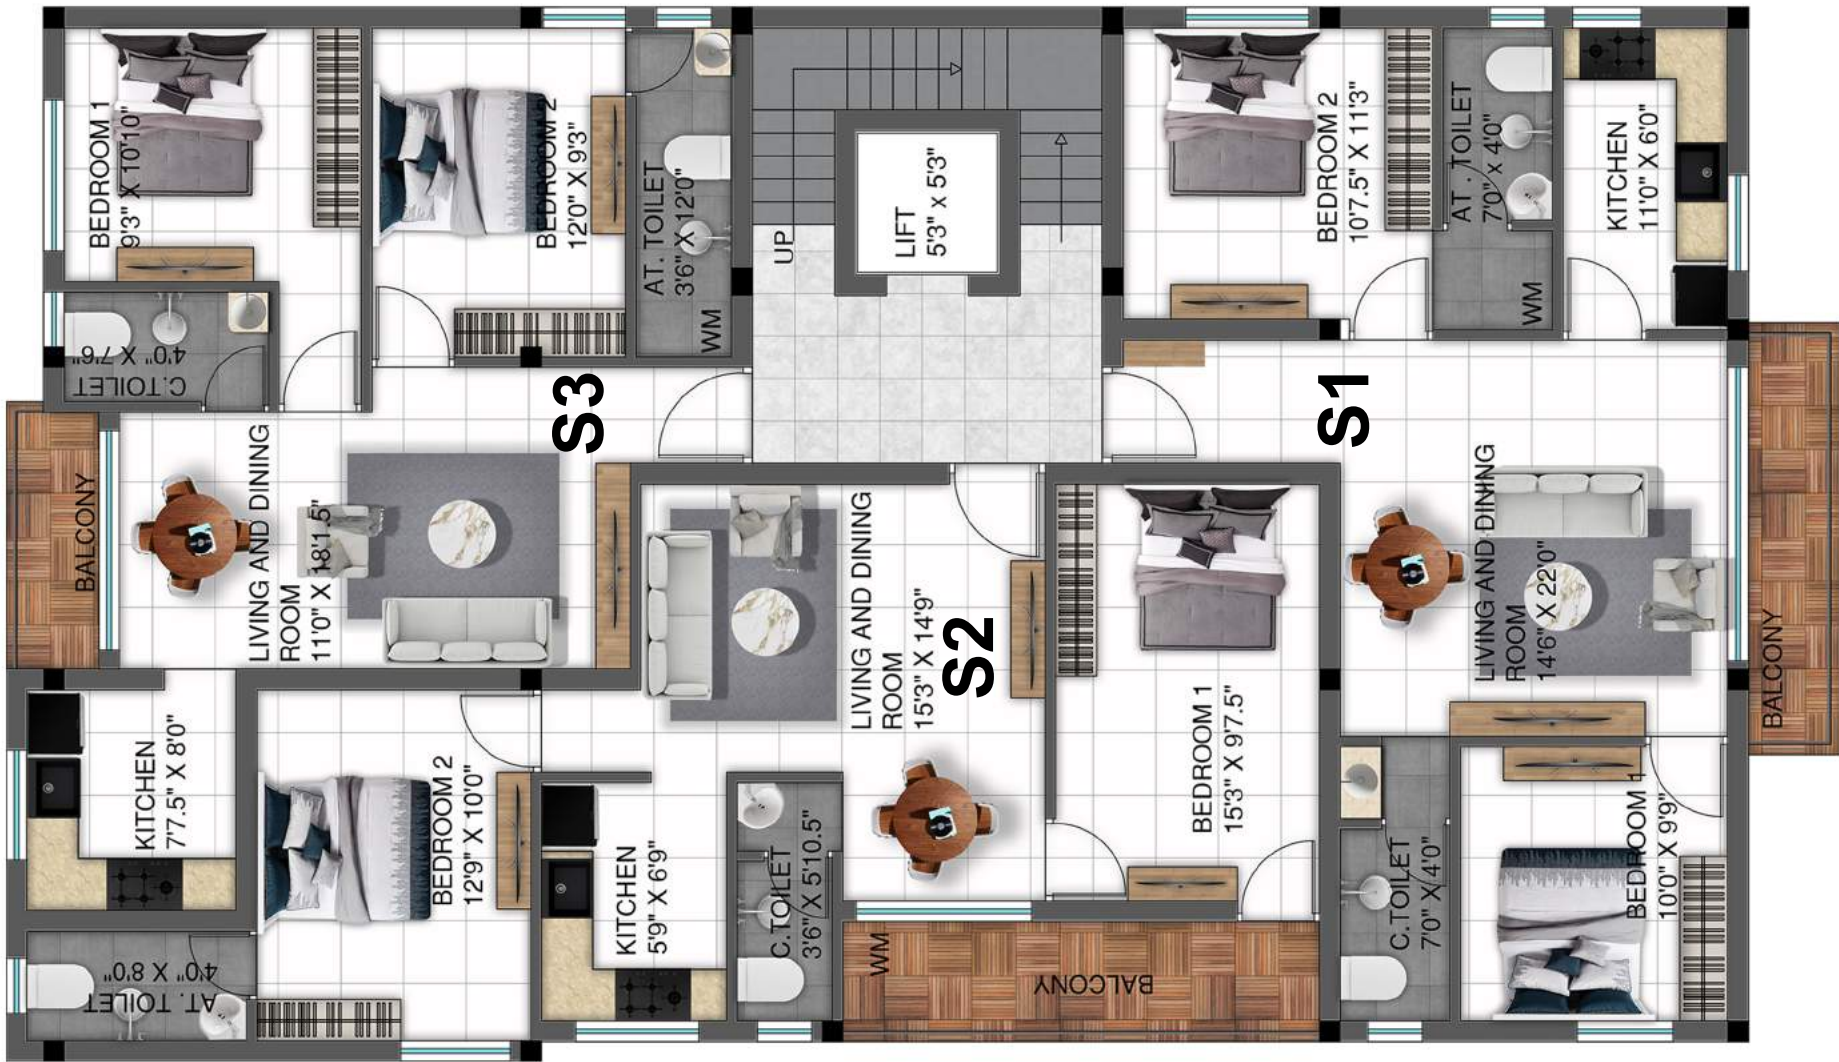 BEDROOM 1
9'3" X 10'10"
BEDROOM 2
12'0" X 9'3"
AT. TOILET
3'6" X 12'0"
WM
UP
LIFT
5'3" x 5'3"
BEDROOM 2
10'7.5" X 11'3"
AT . TOILET
7'0" X 4'0"
WM
KITCHEN
11'0" X 6'0"
C.TOILET
4'0" X 7'6"
S3
S1
BALCONY
LIVING AND DINING
ROOM
11'0" X 18'1.5"
LIVING AND DINING
ROOM
15'3" X 14'9"
S2
LIVING AND DINING
ROOM
14'6" X 22'0"
BALCONY
KITCHEN
7'7.5" X 8'0"
BEDROOM 2
12'9" X 10'0"
BEDROOM 1
15'3" X 9'7.5"
KITCHEN
5'9" X 6'9"
C.TOILET
3'6" X 5'10.5"
C.TOILET
7'0" X 4'0"
BEDROOM 1
10'0" X 9'9"
AT. TOILET
4'0" X 8'0"
WM
BALCONY